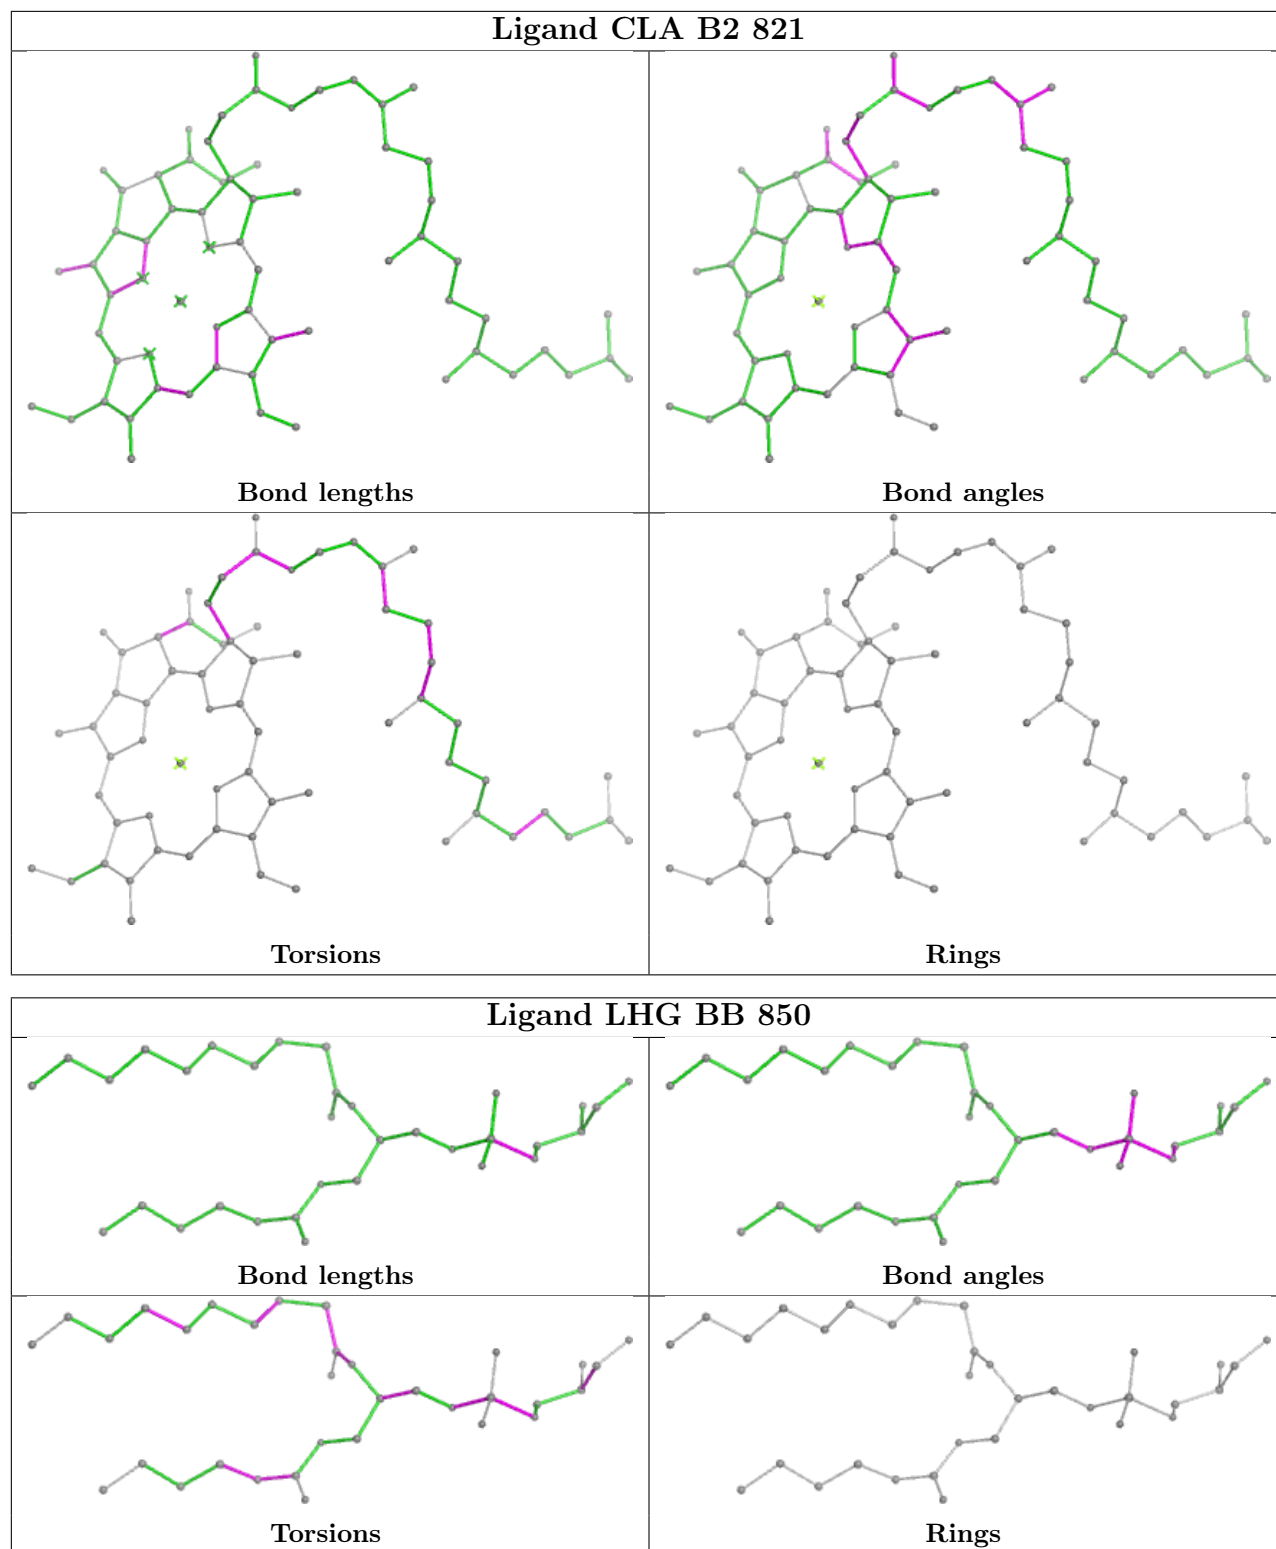 Ligand CLA B2 821
Bond lengths
Bond angles
Torsions
Rings
Ligand LHG BB 850
Bond lengths
Bond angles
Torsions
Rings